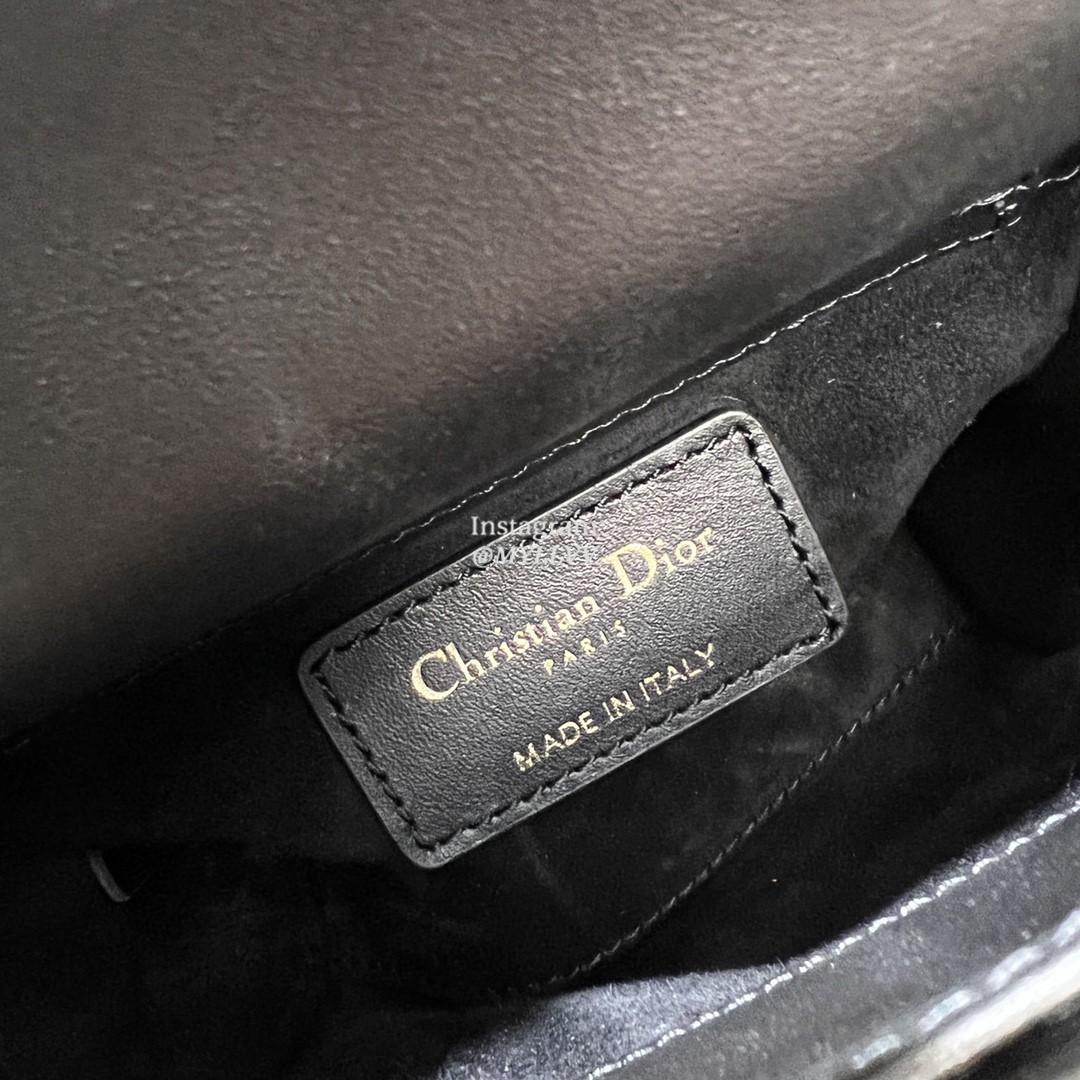 Instagram
Christian Dior
PARIS
MADE IN ITALY